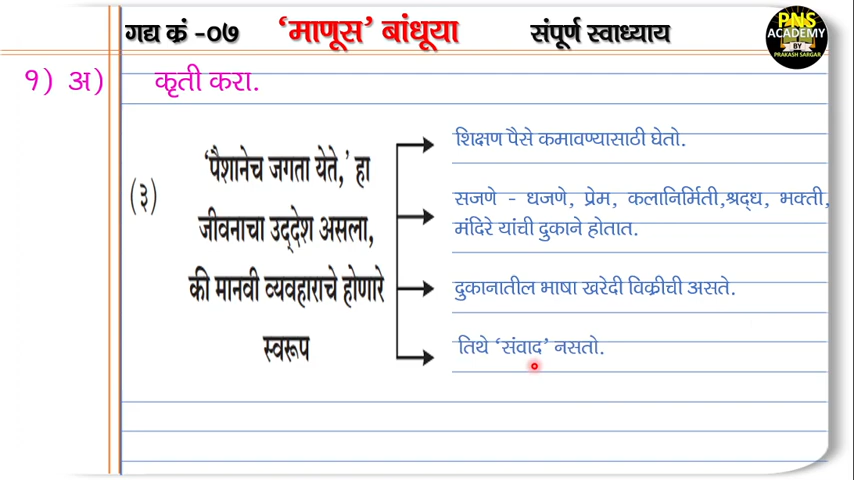 गद्य क्रं -०७ ‘माणूस’ बांधूया संपूर्ण स्वाध्याय
PNS
ACADEMY
BY
PRAKASH SARGAR
१) अ) कृती करा.
(३)
‘पैशानेच जगता येते,’ हा
जीवनाचा उद्देश असला,
की मानवी व्यवहाराचे होणारे
स्वरूप
शिक्षण पैसे कमावण्यासाठी घेतो.
सजणे - धजणे, प्रेम, कलानिर्मिती,श्रद्ध, भक्ती,
मंदिरे यांची दुकाने होतात.
दुकानातील भाषा खरेदी विक्रीची असते.
तिथे ‘संवाद’ नसतो.